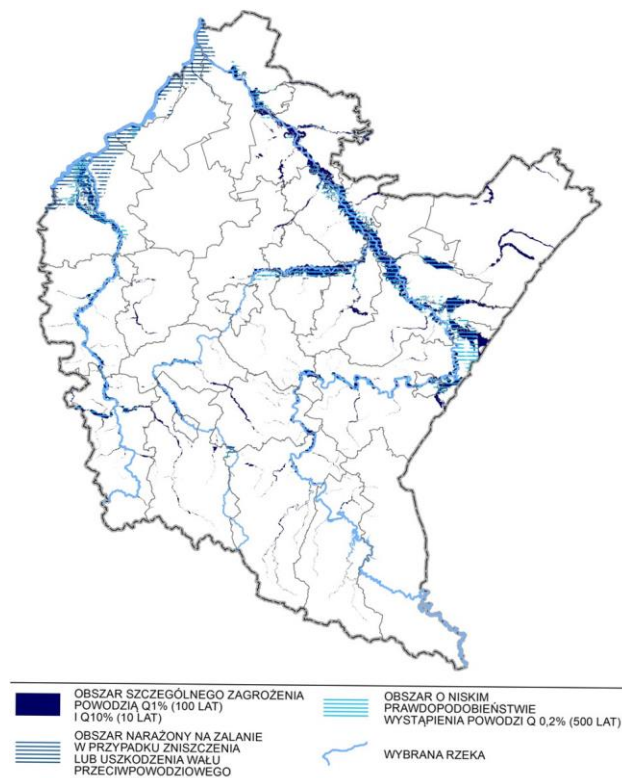 OBSZAR SZCZEGÓLNEGO ZAGROŻENIA
POWODZIĄ Q1% (100 LAT)
I Q10% (10 LAT)
OBSZAR NARAŻONY NA ZALANIE
W PRZYPADKU ZNISZCZENIA
LUB USZKODZENIA WAŁU
PRZECIWPOWODZIOWEGO
OBSZAR O NISKIM
PRAWDOPODOBIEŃSTWIE
WYSTĄPIENIA POWODZI Q 0,2% (500 LAT)
WYBRANA RZEKA